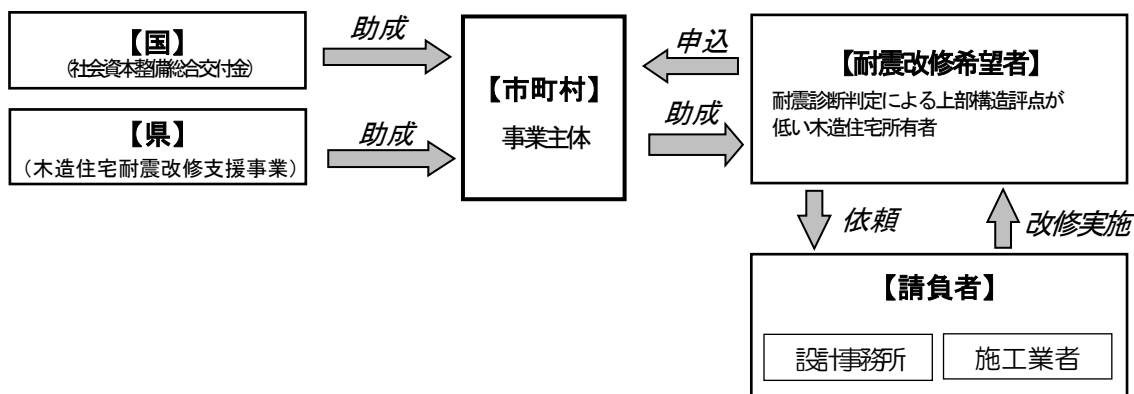 【国】
(社会資本整備総合交付金)
助成
【県】
(木造住宅耐震改修支援事業)
助成
【市町村】
事業主体
申込
助成
【耐震改修希望者】
耐震診断判定による上部構造評点が
低い木造住宅所有者
依頼
改修実施
【請負者】
設計事務所
施工業者